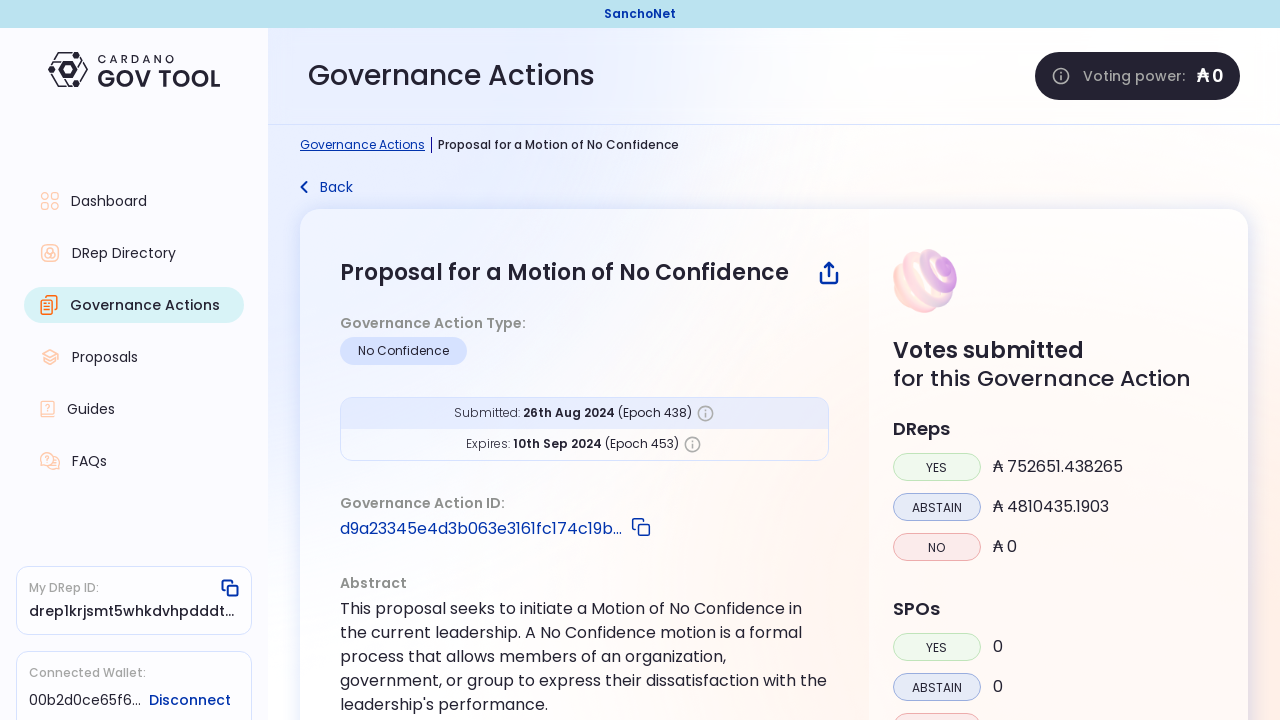 SanchoNet
CARDANO
GOV TOOL
Governance Actions
Voting power: ₳ 0
Governance Actions | Proposal for a Motion of No Confidence
Back
Dashboard
DRep Directory
Governance Actions
Proposals
Guides
FAQs
My DRep ID:
drep1krjsmt5whkdvhpdddt...
Connected Wallet:
00b2d0ce65f6... Disconnect
Proposal for a Motion of No Confidence
Governance Action Type:
No Confidence
Submitted: 26th Aug 2024 (Epoch 438)
Expires: 10th Sep 2024 (Epoch 453)
Governance Action ID:
d9a23345e4d3b063e3161fc174c19b...
Abstract
This proposal seeks to initiate a Motion of No Confidence in
the current leadership. A No Confidence motion is a formal
process that allows members of an organization,
government, or group to express their dissatisfaction with the
leadership's performance.
Votes submitted
for this Governance Action
DReps
YES ₳ 752651.438265
ABSTAIN ₳ 4810435.1903
NO ₳ 0
SPOs
YES 0
ABSTAIN 0